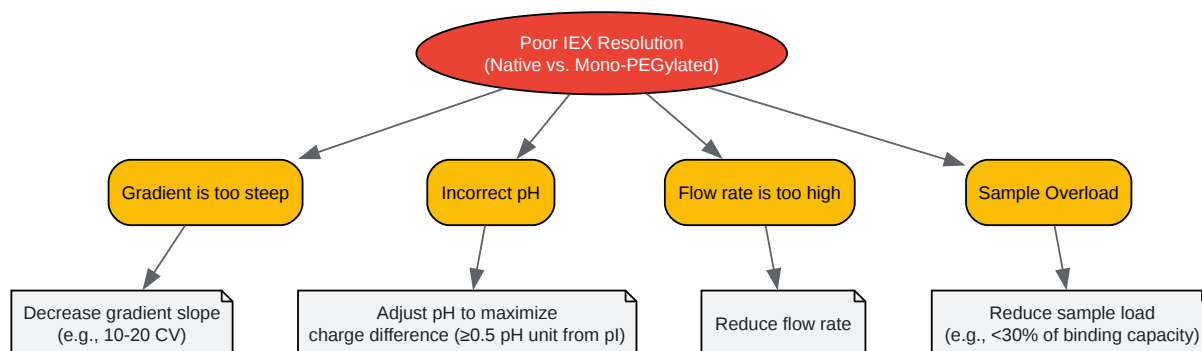 Poor IEX Resolution
(Native vs. Mono-PEGylated)
Gradient is too steep
Incorrect pH
Flow rate is too high
Sample Overload
Decrease gradient slope
(e.g., 10-20 CV)
Adjust pH to maximize
charge difference (≥0.5 pH unit from pI)
Reduce flow rate
Reduce sample load
(e.g., <30% of binding capacity)